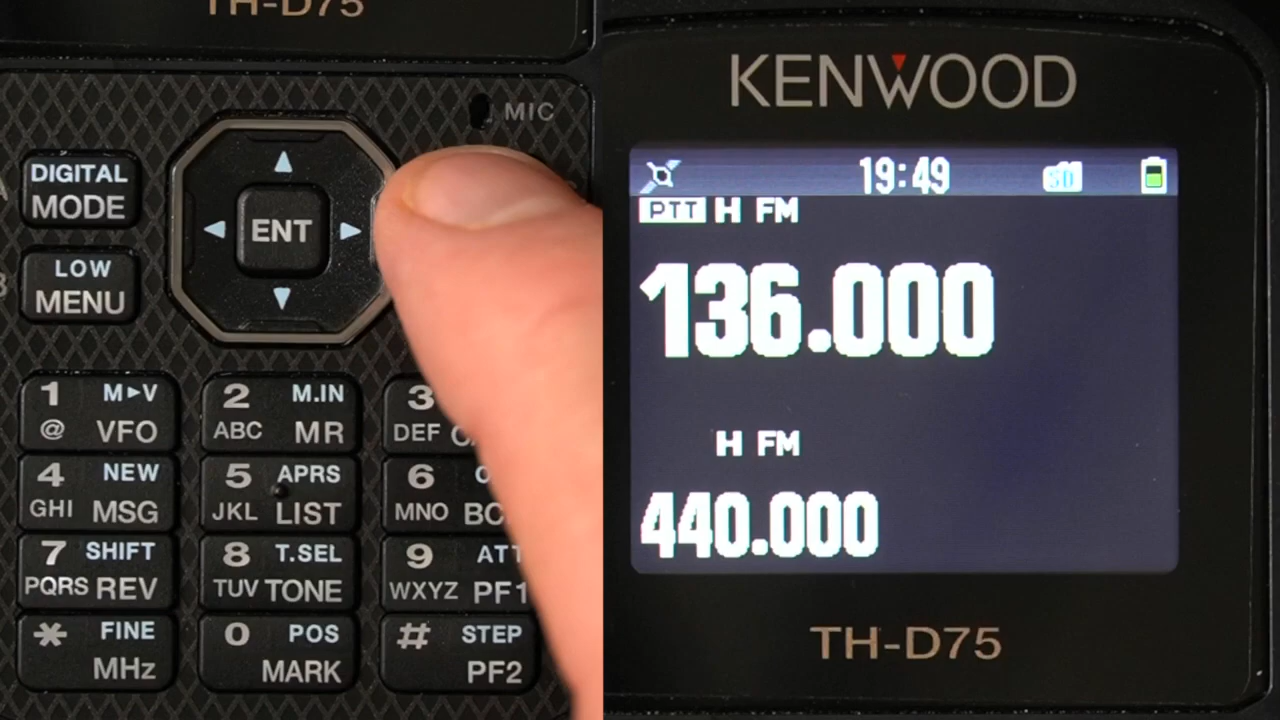 TH-D75
MIC
DIGITAL
MODE
ENT
LOW
MENU
1 M►V
@ VFO
2 M.IN
ABC MR
3
DEF
4 NEW
GHI MSG
5 APRS
JKL LIST
6
MNO
7 SHIFT
PQRS REV
8 T.SEL
TUV TONE
9 ATT
WXYZ PF1
* FINE
MHz
0 POS
MARK
# STEP
PF2
KENWOOD
19:49 SD
PTT H FM
136.000
H FM
440.000
TH-D75